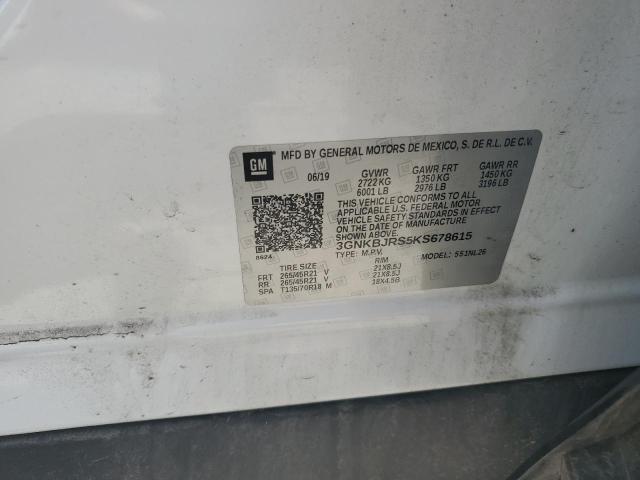 GM
MFD BY GENERAL MOTORS DE MEXICO, S. DE R.L. DE C.V.
06/19 GVWR GAWR FRT GAWR RR
2722 KG 1350 KG 1450 KG
6001 LB 2976 LB 3196 LB
THIS VEHICLE CONFORMS TO ALL
APPLICABLE U.S. FEDERAL MOTOR
VEHICLE SAFETY STANDARDS IN EFFECT
ON THE DATE OF MANUFACTURE
SHOWN ABOVE.
3GNKBJRS5KS678615
8624
TYPE: M.P.V. MODEL: 5S1NL26
TIRE SIZE RIM
FRT 265/45R21 V 21X8.5J
RR 265/45R21 V 21X8.5J
SPA T135/70R18 M 18X4.5B